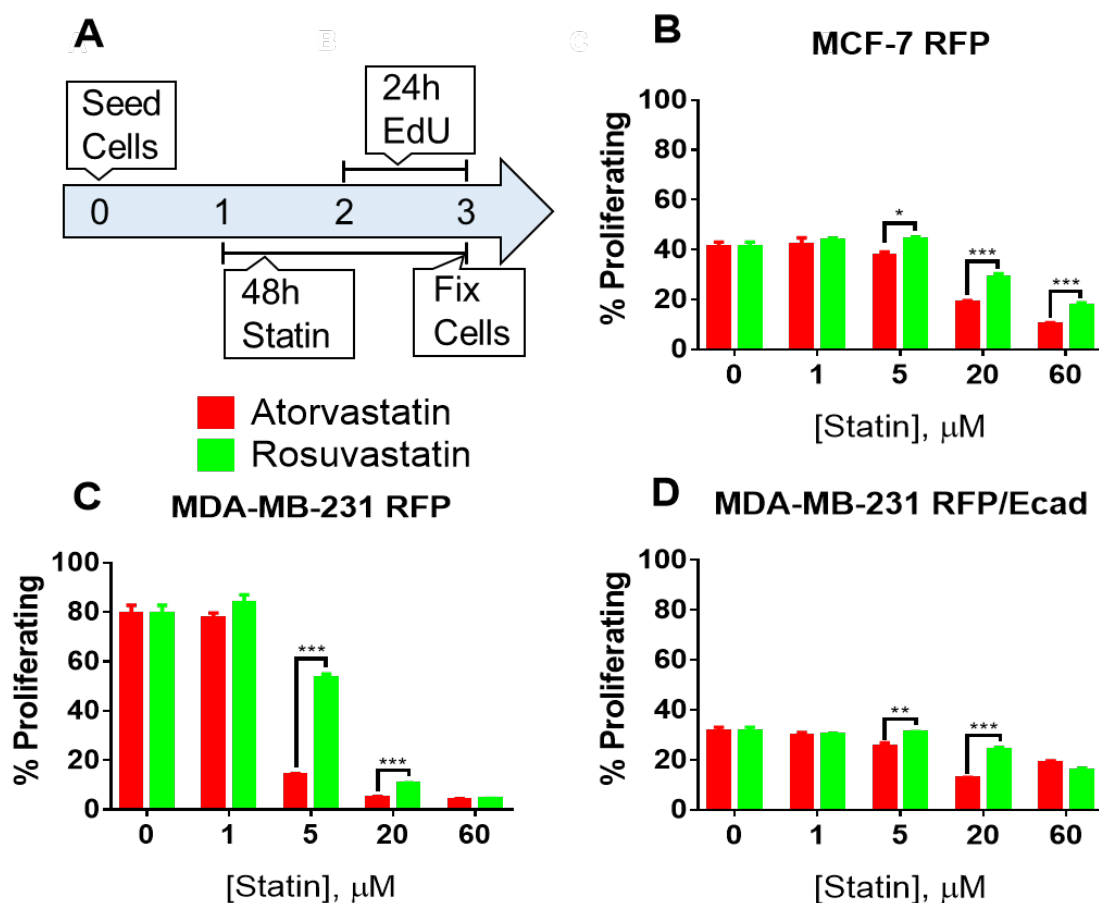 A
A
B
C
Seed
Cells
24h
EdU
0
1
2
3
48h
Statin
Fix
Cells
Atorvastatin
Rosuvastatin
B
MCF-7 RFP
% Proliferating
100
80
60
40
20
0
*
***
***
0 1 5 20 60
[Statin], μM
C
MDA-MB-231 RFP
% Proliferating
100
80
60
40
20
0
***
***
0 1 5 20 60
[Statin], μM
D
MDA-MB-231 RFP/Ecad
% Proliferating
100
80
60
40
20
0
**
***
0 1 5 20 60
[Statin], μM